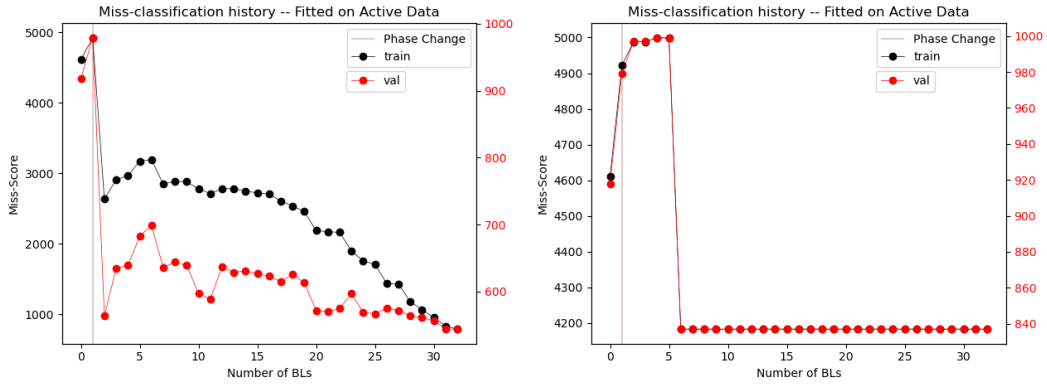 Miss-classification history -- Fitted on Active Data
Phase Change
train
val
Miss-Score
5000
4000
3000
2000
1000
1000
900
800
700
600
0 5 10 15 20 25 30
Number of BLs
Miss-classification history -- Fitted on Active Data
Phase Change
train
val
Miss-Score
5000
4900
4800
4700
4600
4500
4400
4300
4200
1000
980
960
940
920
900
880
860
840
0 5 10 15 20 25 30
Number of BLs